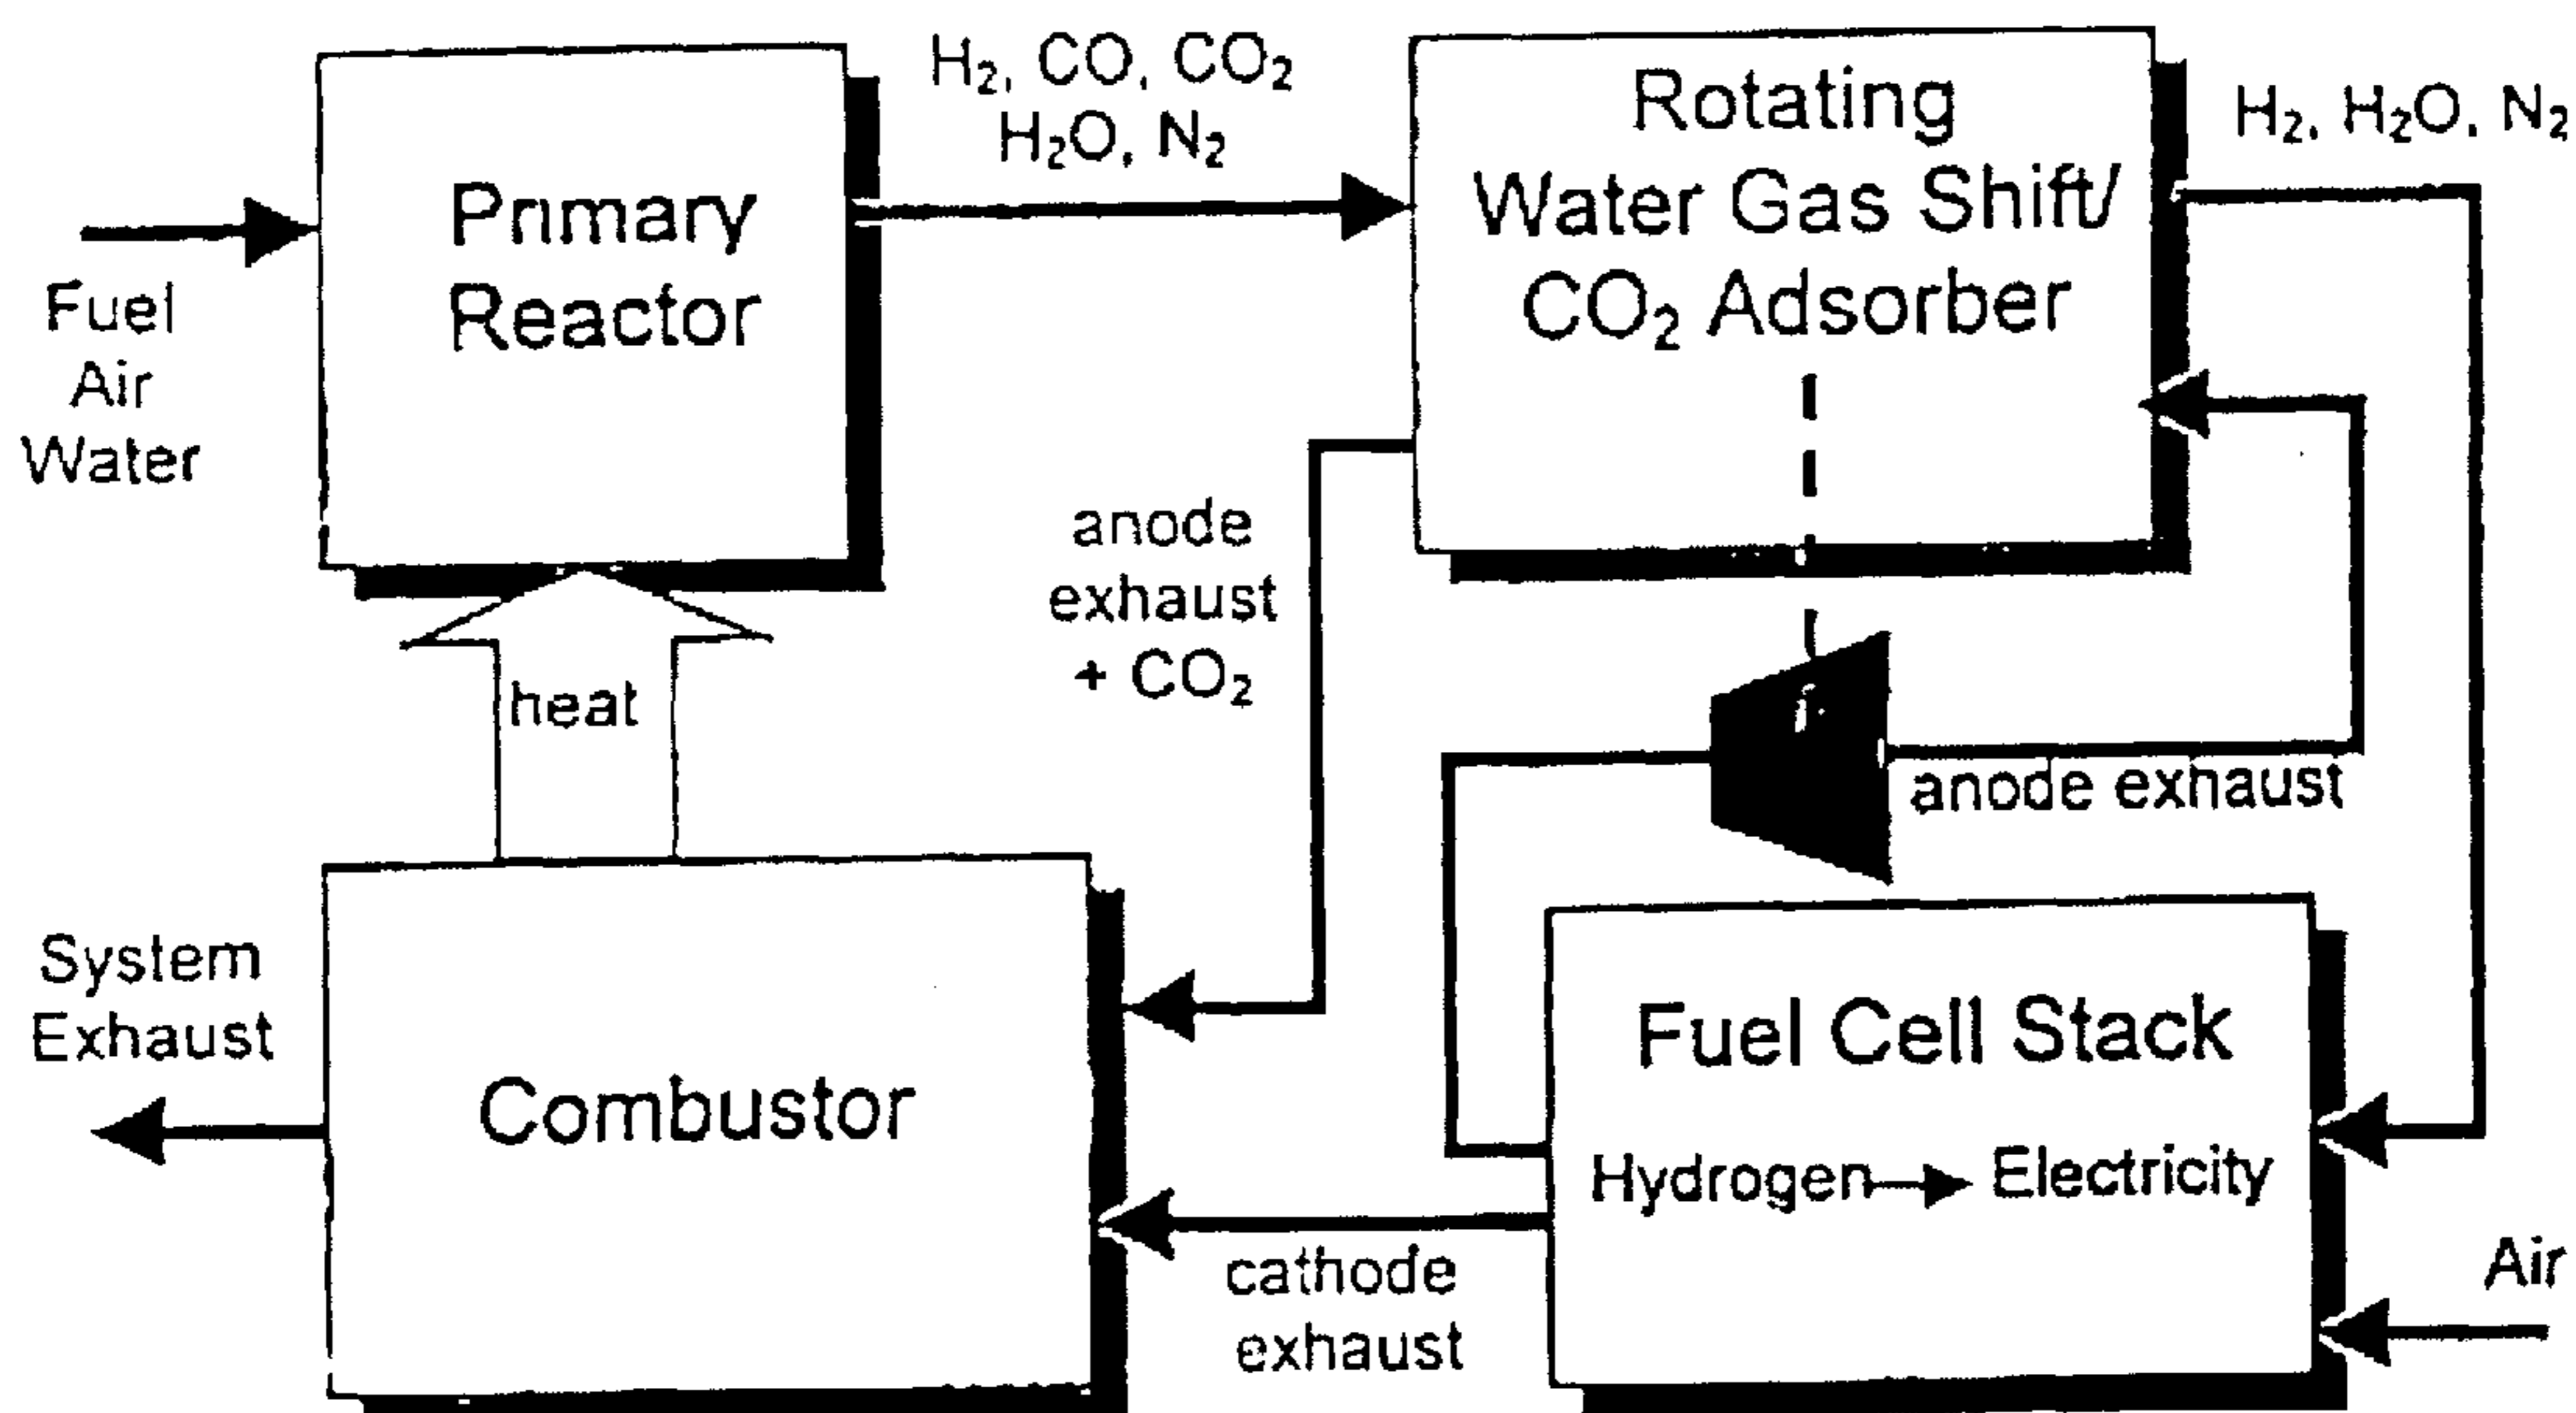 Fuel
Air
Water
Primary
Reactor
H₂, CO, CO₂
H₂O, N₂
Rotating
Water Gas Shift/
CO₂ Adsorber
H₂, H₂O, N₂
heat
anode
exhaust
+ CO₂
anode exhaust
System
Exhaust
Combustor
cathode
exhaust
Fuel Cell Stack
Hydrogen → Electricity
Air